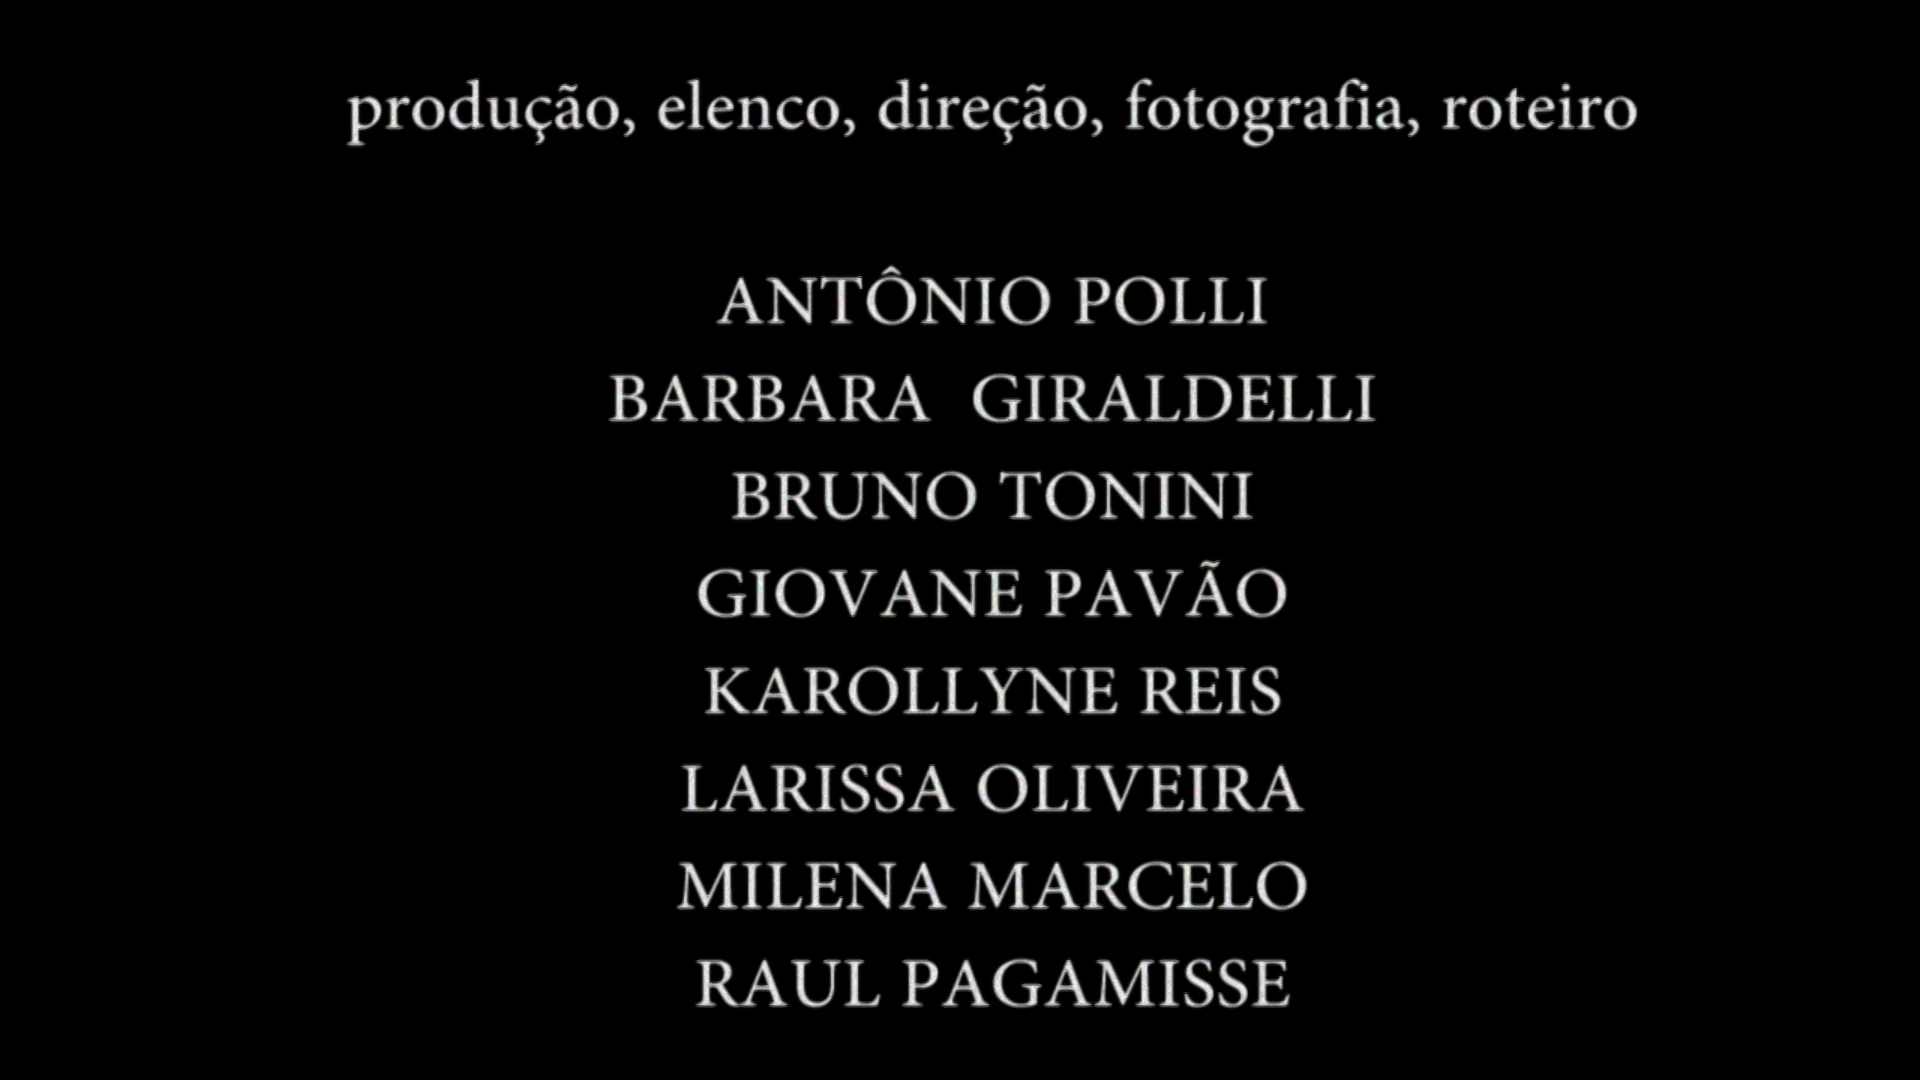 produção, elenco, direção, fotografia, roteiro
ANTÔNIO POLLI
BARBARA GIRALDELLI
BRUNO TONINI
GIOVANE PAVÃO
KAROLLYNE REIS
LARISSA OLIVEIRA
MILENA MARCELO
RAUL PAGAMISSE